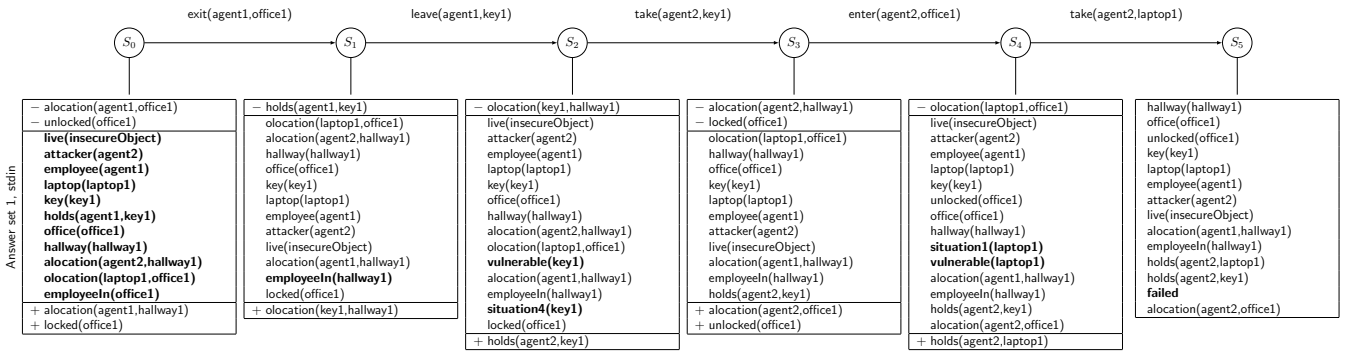 exit(agent1,office1)
leave(agent1,key1)
take(agent2,key1)
enter(agent2,office1)
take(agent2,laptop1)
S0
S1
S2
S3
S4
S5
Answer set 1, stdin
− alocation(agent1,office1)
− unlocked(office1)
live(insecureObject)
attacker(agent2)
employee(agent1)
laptop(laptop1)
key(key1)
holds(agent1,key1)
office(office1)
hallway(hallway1)
alocation(agent2,hallway1)
olocation(laptop1,office1)
employeeIn(office1)
+ alocation(agent1,hallway1)
+ locked(office1)
− holds(agent1,key1)
olocation(laptop1,office1)
alocation(agent2,hallway1)
hallway(hallway1)
office(office1)
key(key1)
laptop(laptop1)
employee(agent1)
attacker(agent2)
live(insecureObject)
alocation(agent1,hallway1)
employeeIn(hallway1)
locked(office1)
+ olocation(key1,hallway1)
− olocation(key1,hallway1)
live(insecureObject)
attacker(agent2)
employee(agent1)
laptop(laptop1)
key(key1)
office(office1)
hallway(hallway1)
alocation(agent2,hallway1)
olocation(laptop1,office1)
vulnerable(key1)
alocation(agent1,hallway1)
employeeIn(hallway1)
situation4(key1)
locked(office1)
+ holds(agent2,key1)
− alocation(agent2,hallway1)
− locked(office1)
olocation(laptop1,office1)
hallway(hallway1)
office(office1)
key(key1)
laptop(laptop1)
employee(agent1)
attacker(agent2)
live(insecureObject)
alocation(agent1,hallway1)
employeeIn(hallway1)
holds(agent2,key1)
+ alocation(agent2,office1)
+ unlocked(office1)
− olocation(laptop1,office1)
live(insecureObject)
attacker(agent2)
employee(agent1)
laptop(laptop1)
key(key1)
unlocked(office1)
office(office1)
hallway(hallway1)
situation1(laptop1)
vulnerable(laptop1)
alocation(agent1,hallway1)
employeeIn(hallway1)
holds(agent2,key1)
alocation(agent2,office1)
+ holds(agent2,laptop1)
hallway(hallway1)
office(office1)
unlocked(office1)
key(key1)
laptop(laptop1)
employee(agent1)
attacker(agent2)
live(insecureObject)
alocation(agent1,hallway1)
employeeIn(hallway1)
holds(agent2,laptop1)
holds(agent2,key1)
failed
alocation(agent2,office1)